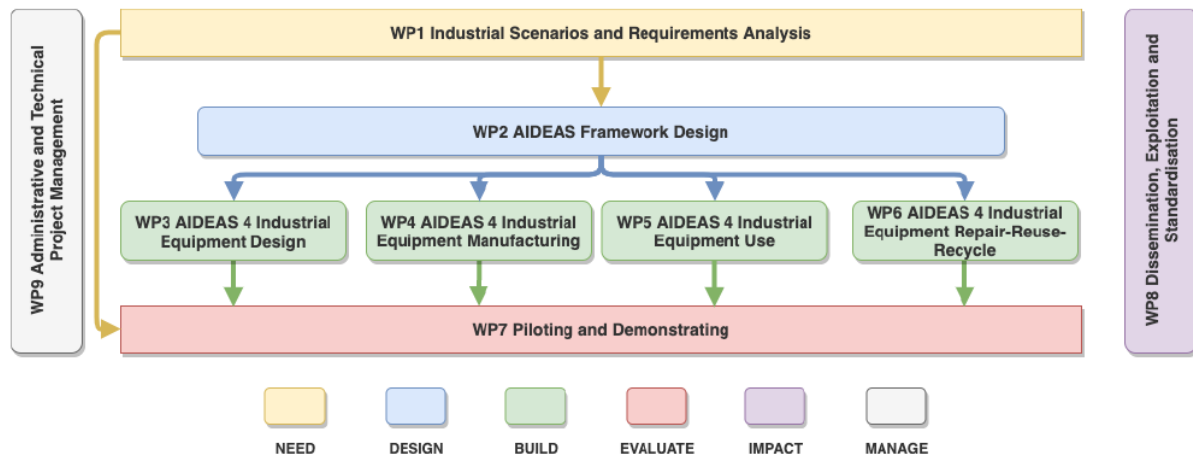 WP9 Administrative and Technical
Project Management
WP1 Industrial Scenarios and Requirements Analysis
WP2 AIDEAS Framework Design
WP3 AIDEAS 4 Industrial
Equipment Design
WP4 AIDEAS 4 Industrial
Equipment Manufacturing
WP5 AIDEAS 4 Industrial
Equipment Use
WP6 AIDEAS 4 Industrial
Equipment Repair-Reuse-
Recycle
WP7 Piloting and Demonstrating
WP8 Dissemination, Exploitation and
Standardisation
NEED
DESIGN
BUILD
EVALUATE
IMPACT
MANAGE